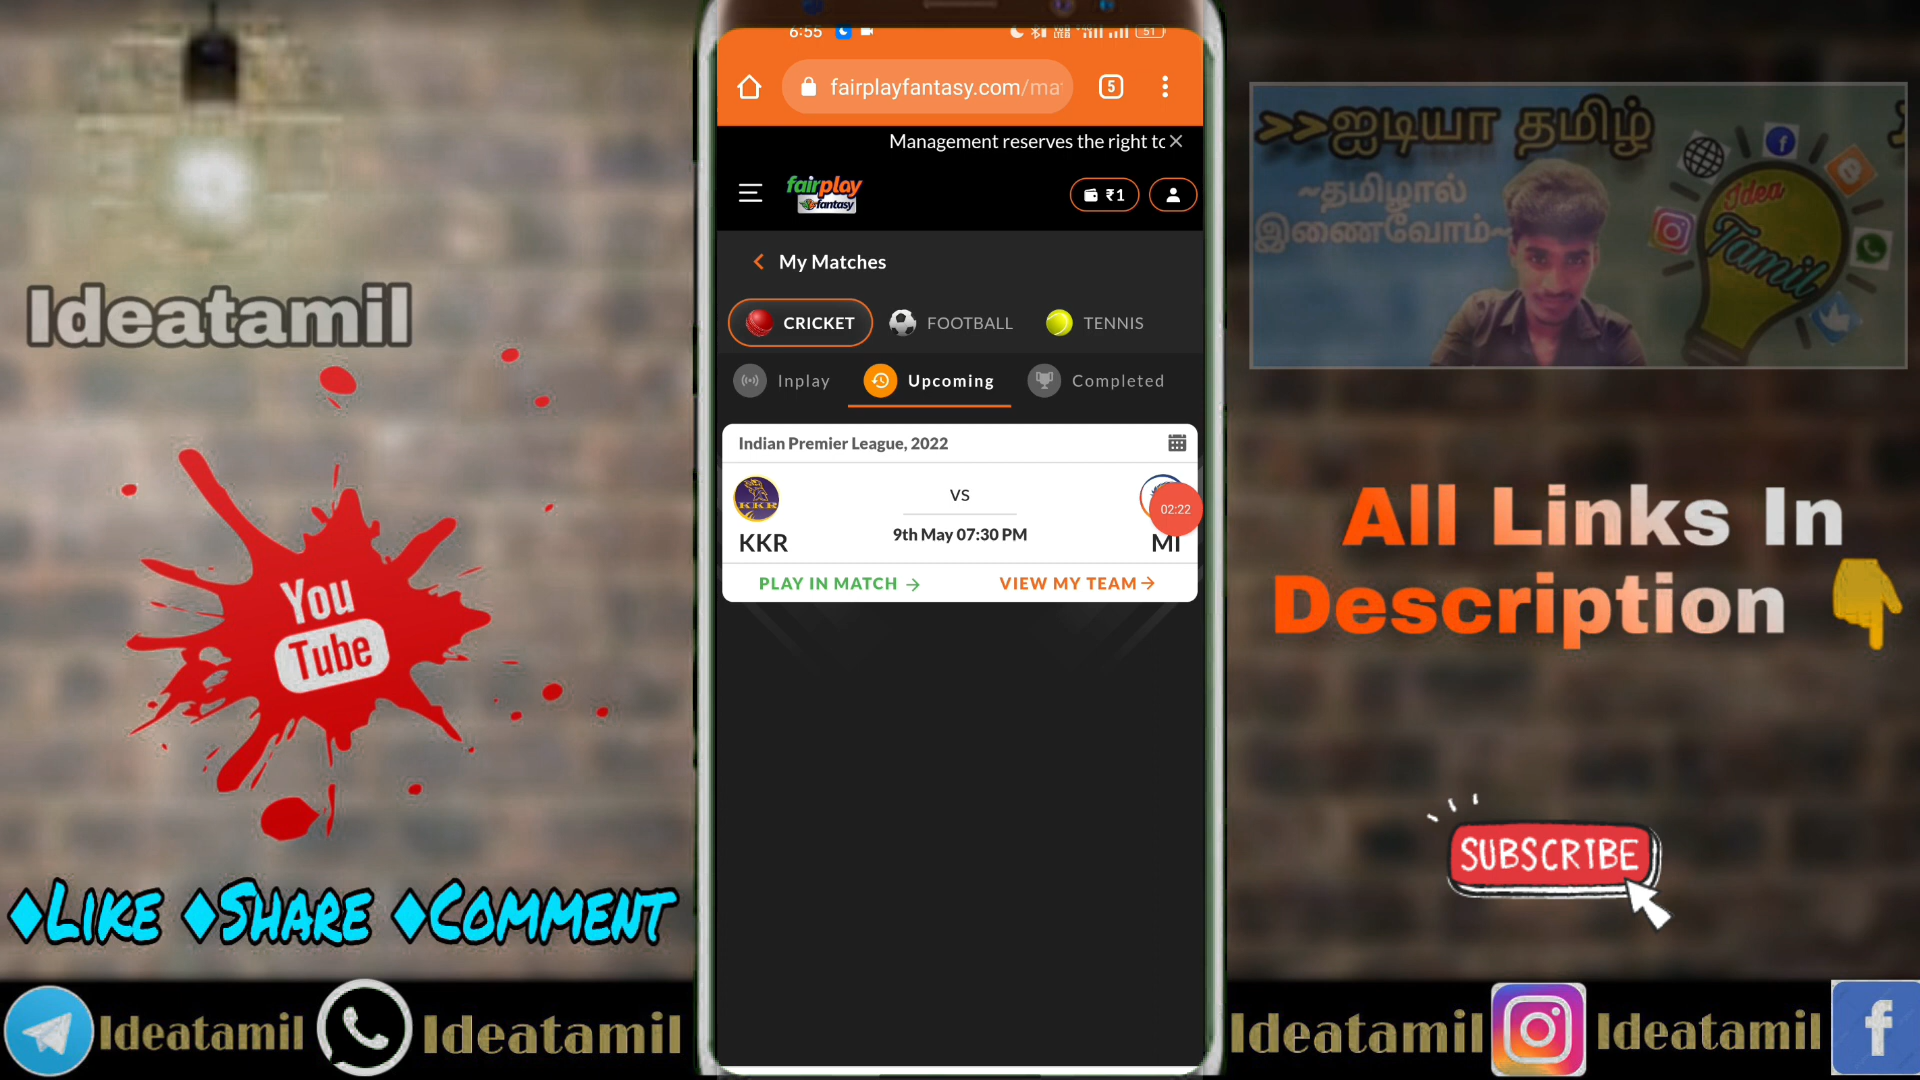 6:55
51
fairplayfantasy.com/ma
5
Management reserves the right to
fairplay
fantasy
₹1
My Matches
CRICKET
FOOTBALL
TENNIS
Inplay
Upcoming
Completed
Indian Premier League, 2022
KKR
VS
02:22
KKR
9th May 07:30 PM
MI
PLAY IN MATCH
VIEW MY TEAM
Ideatamil
You
Tube
♦LIKE ♦SHARE ♦COMMENT
>>ஐடியா தமிழ்
~தமிழால்
இணைவோம்~
Idea
Tamil
All Links In
Description 👇
SUBSCRIBE
Ideatamil
Ideatamil
Ideatamil
Ideatamil